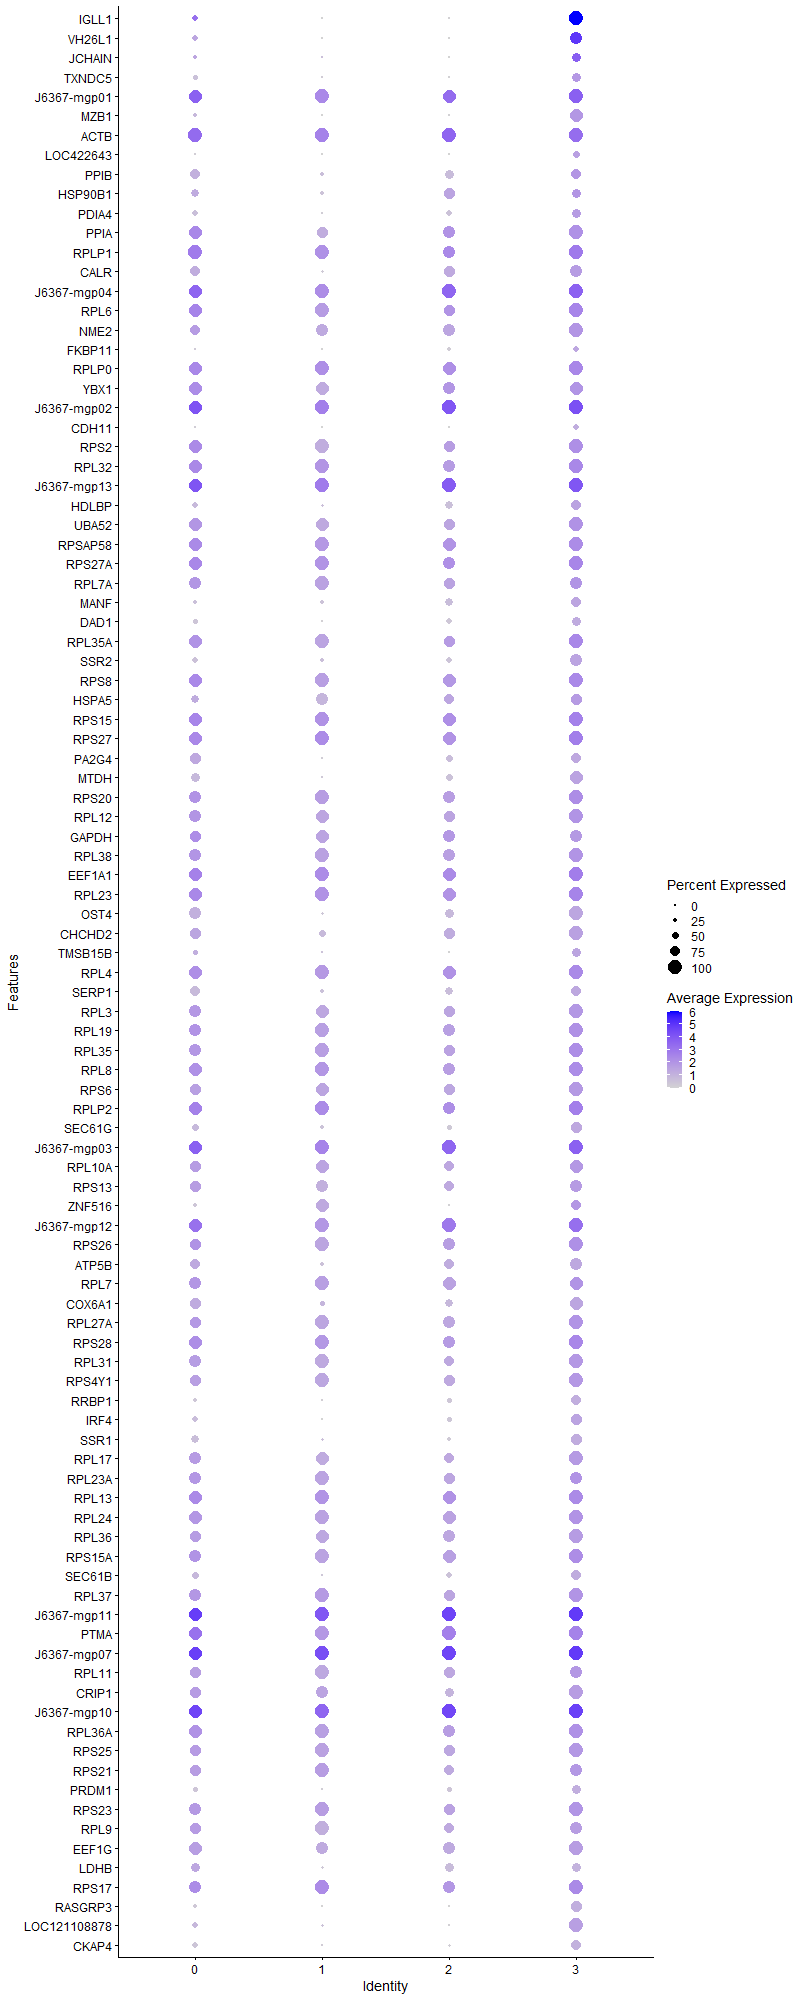 IGLL1
VH26L1
JCHAIN
TXNDC5
J6367-mgp01
MZB1
ACTB
LOC422643
PPIB
HSP90B1
PDIA4
PPIA
RPLP1
CALR
J6367-mgp04
RPL6
NME2
FKBP11
RPLP0
YBX1
J6367-mgp02
CDH11
RPS2
RPL32
J6367-mgp13
HDLBP
UBA52
RPSAP58
RPS27A
RPL7A
MANF
DAD1
RPL35A
SSR2
RPS8
HSPA5
RPS15
RPS27
PA2G4
MTDH
RPS20
RPL12
GAPDH
RPL38
EEF1A1
RPL23
OST4
CHCHD2
TMSB15B
RPL4
SERP1
RPL3
RPL19
RPL35
RPL8
RPS6
RPLP2
SEC61G
J6367-mgp03
RPL10A
RPS13
ZNF516
J6367-mgp12
RPS26
ATP5B
RPL7
COX6A1
RPL27A
RPS28
RPL31
RPS4Y1
RRBP1
IRF4
SSR1
RPL17
RPL23A
RPL13
RPL24
RPL36
RPS15A
SEC61B
RPL37
J6367-mgp11
PTMA
J6367-mgp07
RPL11
CRIP1
J6367-mgp10
RPL36A
RPS25
RPS21
PRDM1
RPS23
RPL9
EEF1G
LDHB
RPS17
RASGRP3
LOC121108878
CKAP4
Features
0 1 2 3
Identity
Percent Expressed
0
25
50
75
100
Average Expression
6
5
4
3
2
1
0